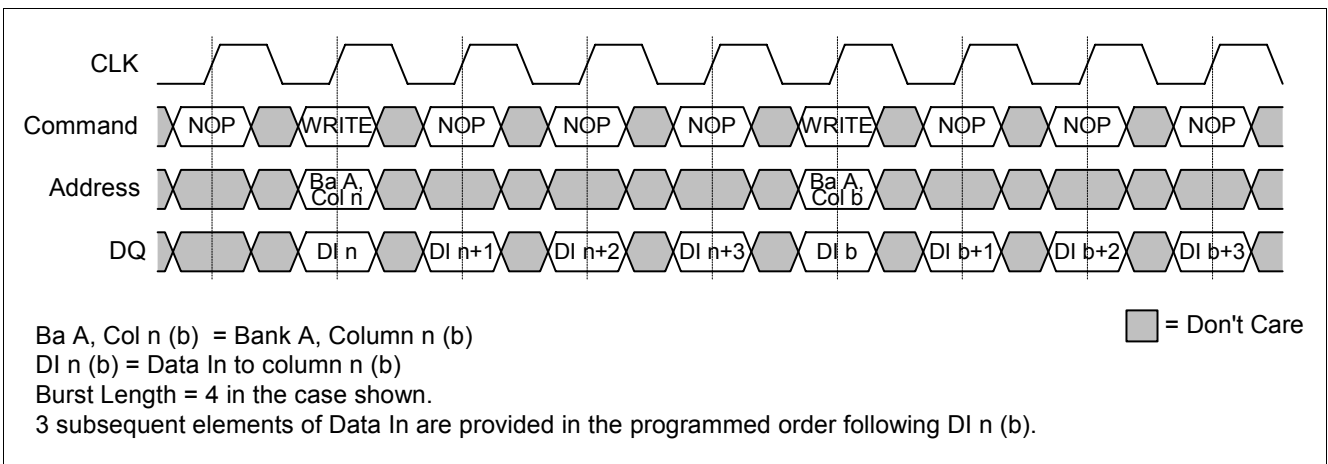 CLK
Command NOP WRITE NOP NOP NOP WRITE NOP NOP NOP
Address Ba A, Col n Ba A, Col b
DQ DI n DI n+1 DI n+2 DI n+3 DI b DI b+1 DI b+2 DI b+3
= Don't Care
Ba A, Col n (b) = Bank A, Column n (b)
DI n (b) = Data In to column n (b)
Burst Length = 4 in the case shown.
3 subsequent elements of Data In are provided in the programmed order following DI n (b).